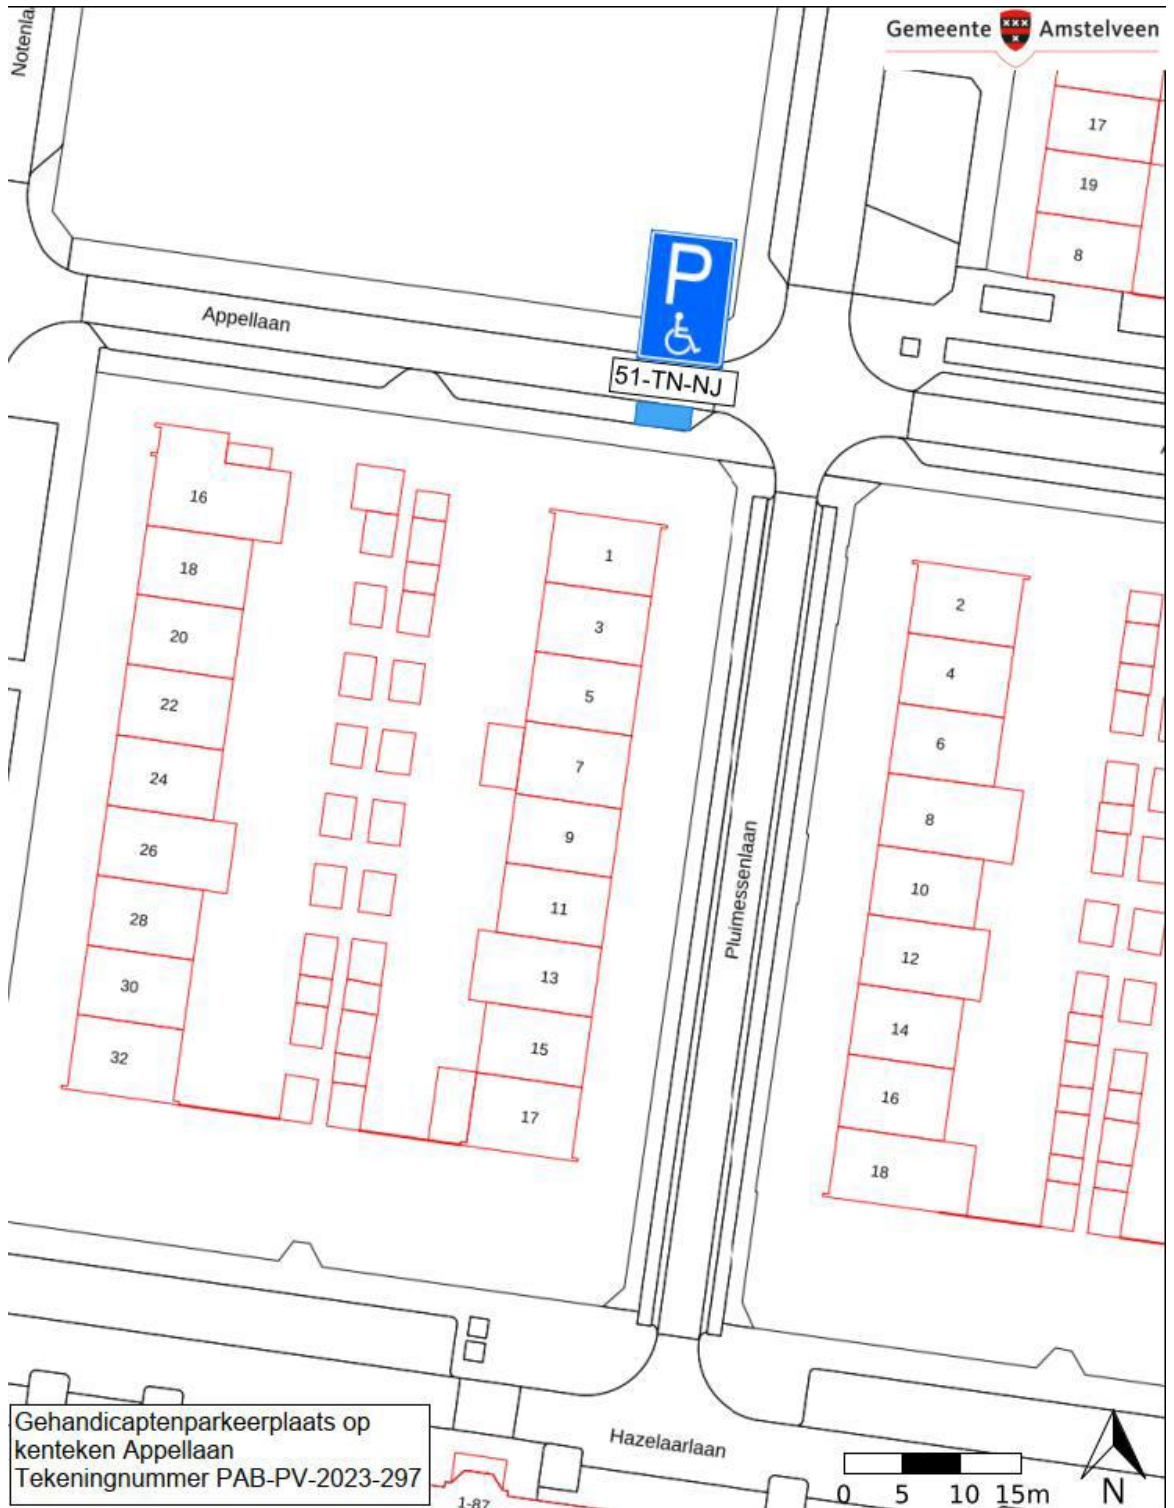 Gemeente Amstelveen
Notenla
17
19
8
Appellaan
51-TN-NJ
P
16
18
20
22
24
26
28
30
32
1
3
5
7
9
11
13
15
17
Pluimessenlaan
2
4
6
8
10
12
14
16
18
Hazelaarlaan
1-87
Gehandicaptenparkeerplaats op
kenteken Appellaan
Tekeningnummer PAB-PV-2023-297
0 5 10 15m
N